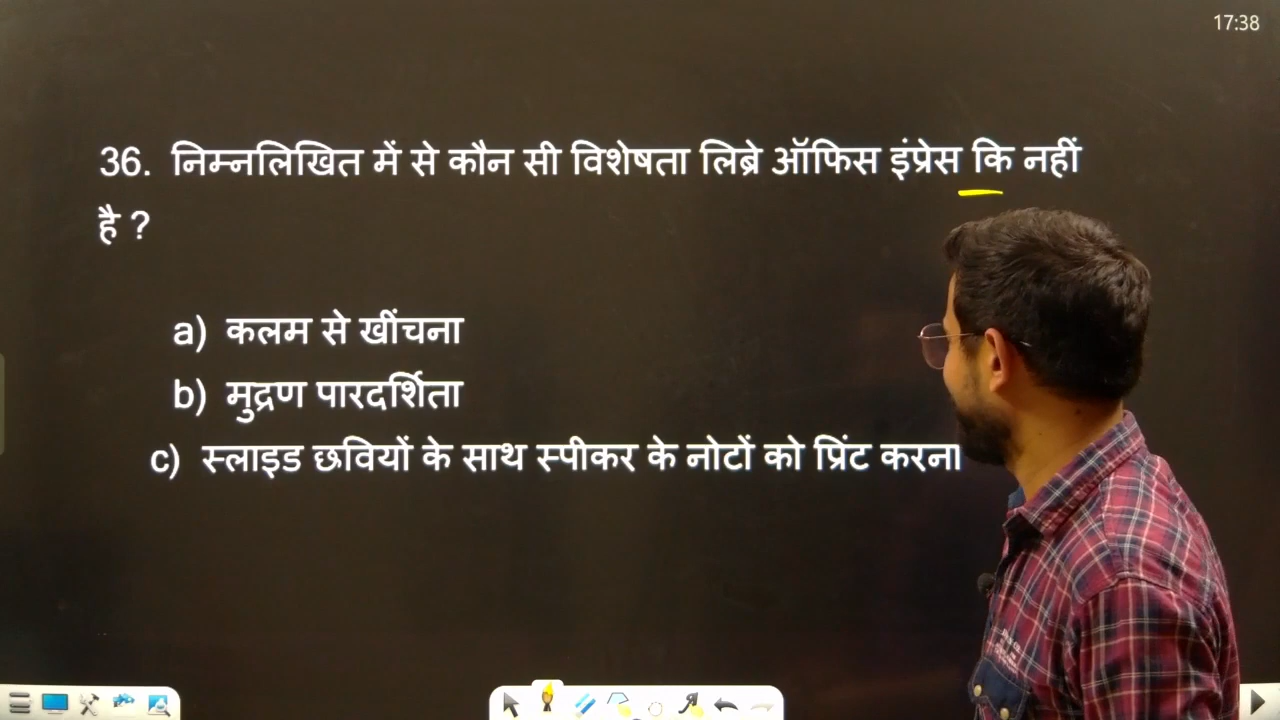 17:38
36. निम्नलिखित में से कौन सी विशेषता लिब्रे ऑफिस इंप्रेस कि नहीं
है ?
a) कलम से खींचना
b) मुद्रण पारदर्शिता
c) स्लाइड छवियों के साथ स्पीकर के नोटों को प्रिंट करना